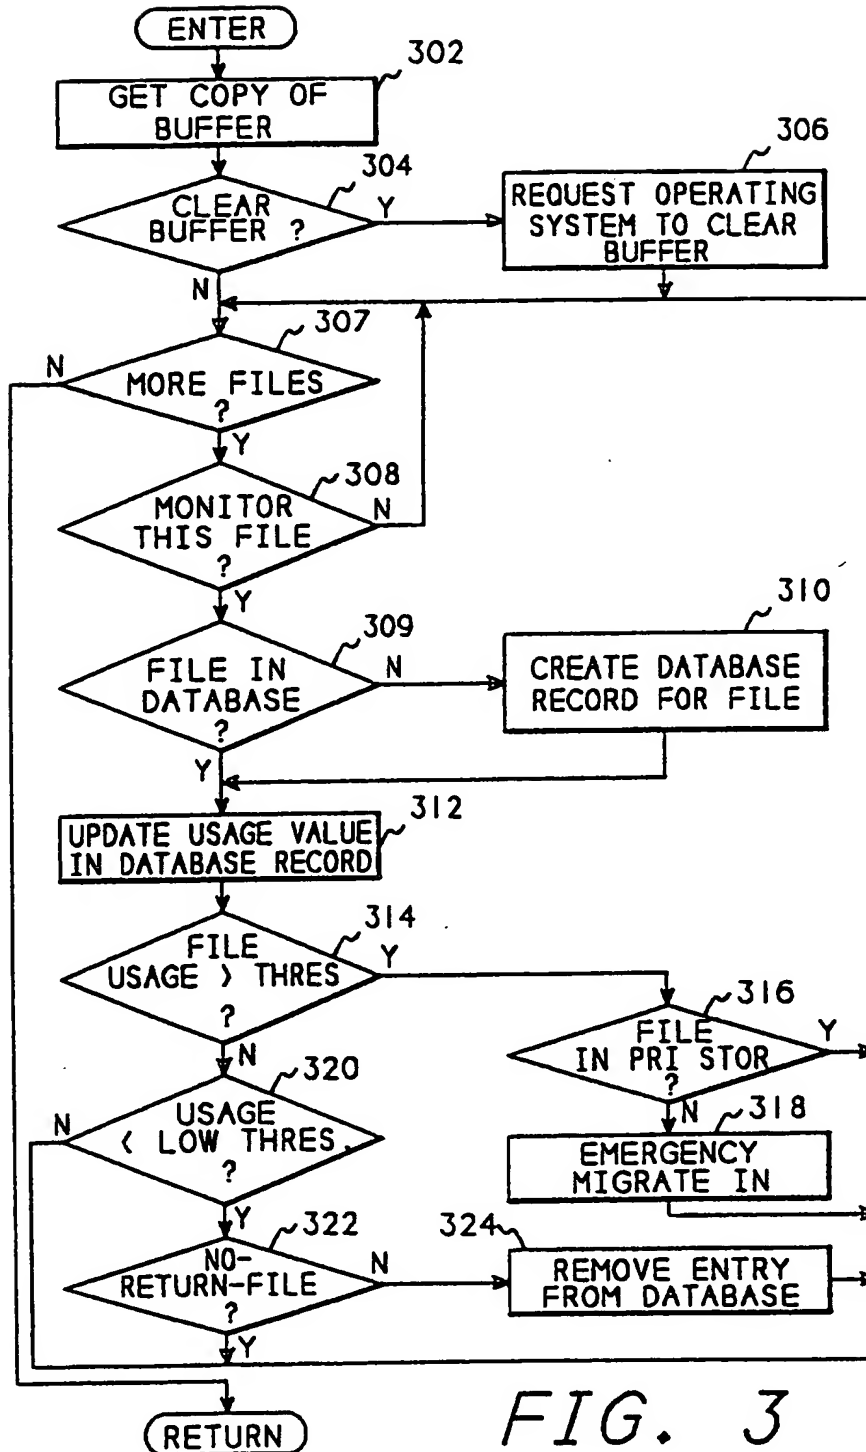 ENTER
302
GET COPY OF
BUFFER
304
CLEAR
BUFFER ?
Y
N
306
REQUEST OPERATING
SYSTEM TO CLEAR
BUFFER
307
N
MORE FILES
?
Y
308
MONITOR
THIS FILE
?
N
Y
309
FILE IN
DATABASE
?
N
Y
310
CREATE DATABASE
RECORD FOR FILE
312
UPDATE USAGE VALUE
IN DATABASE RECORD
314
FILE
USAGE > THRES
?
Y
N
316
FILE
IN PRI STOR
?
Y
N
318
EMERGENCY
MIGRATE IN
320
N
USAGE
< LOW THRES.
?
Y
322
NO-
RETURN-FILE
?
N
Y
324
REMOVE ENTRY
FROM DATABASE
RETURN
FIG. 3